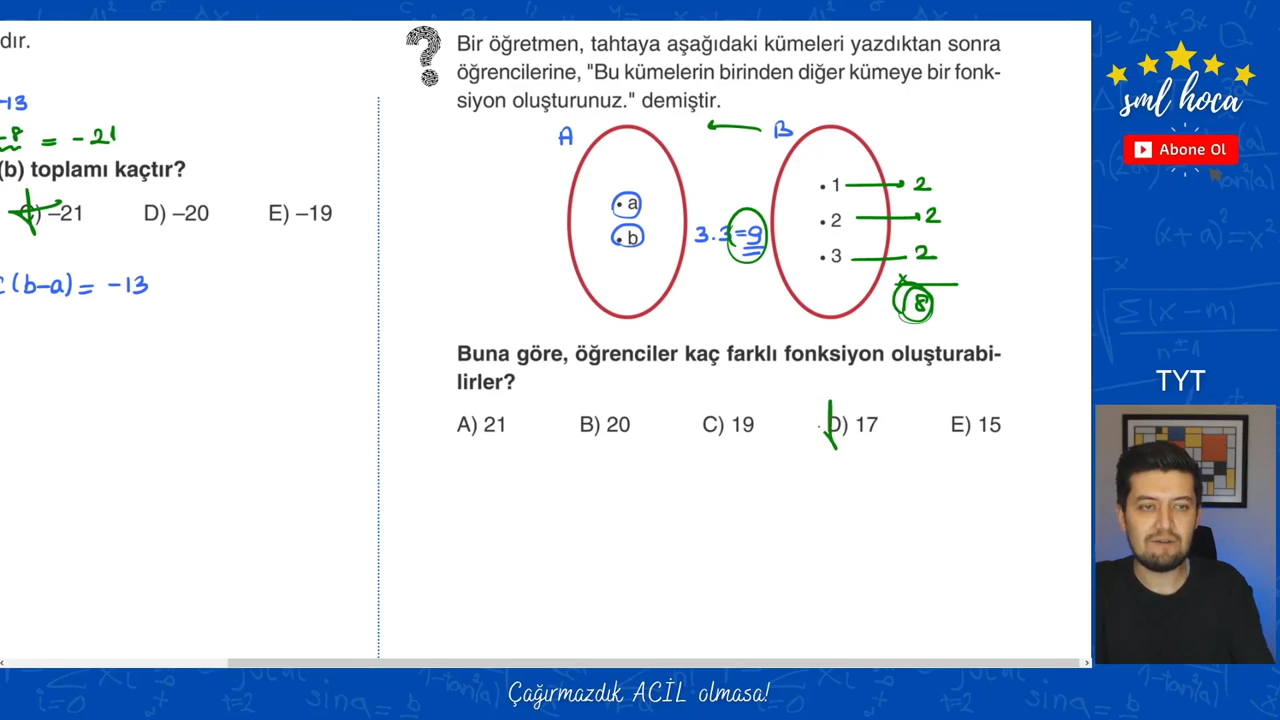 dır.
-13
-8 = -21
(b) toplamı kaçtır?
C) –21 D) –20 E) –19
(b-a) = -13
Bir öğretmen, tahtaya aşağıdaki kümeleri yazdıktan sonra
öğrencilerine, "Bu kümelerin birinden diğer kümeye bir fonk-
siyon oluşturunuz." demiştir.
A B
a
b
3.3=9
1 2
2 2
3 2
x
8
Buna göre, öğrenciler kaç farklı fonksiyon oluşturabi-
lirler?
A) 21 B) 20 C) 19 D) 17 E) 15
sml hoca
Abone Ol
TYT
Çağırmazdık ACİL olmasa!